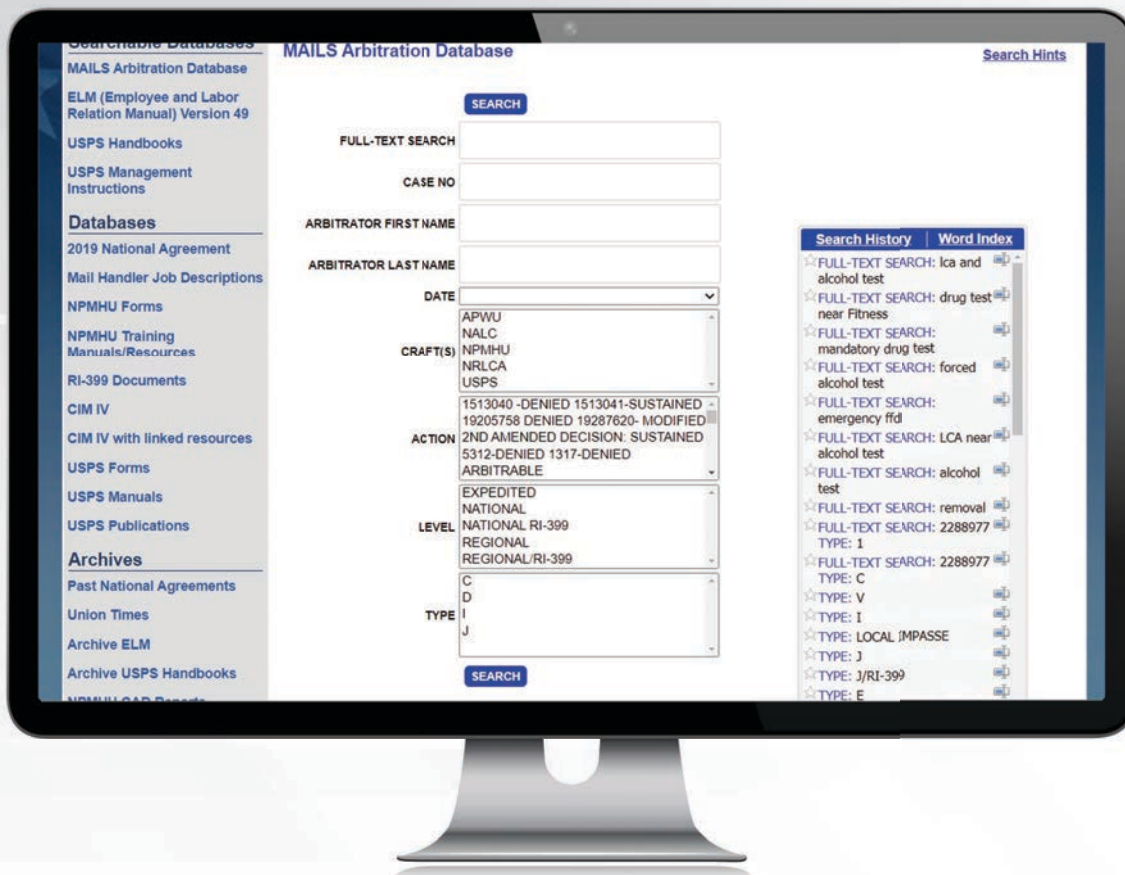 Searchable Databases
MAILS Arbitration Database
ELM (Employee and Labor
Relation Manual) Version 49
USPS Handbooks
USPS Management
Instructions
Databases
2019 National Agreement
Mail Handler Job Descriptions
NPMHU Forms
NPMHU Training
Manuals/Resources
RI-399 Documents
CIM IV
CIM IV with linked resources
USPS Forms
USPS Manuals
USPS Publications
Archives
Past National Agreements
Union Times
Archive ELM
Archive USPS Handbooks
NPMHU CAD Reports
MAILS Arbitration Database
Search Hints
SEARCH
FULL-TEXT SEARCH
CASE NO
ARBITRATOR FIRST NAME
ARBITRATOR LAST NAME
DATE
CRAFT(S)
APWU
NALC
NPMHU
NRLCA
USPS
ACTION
1513040 -DENIED 1513041-SUSTAINED
19205758 DENIED 19287620- MODIFIED
2ND AMENDED DECISION: SUSTAINED
5312-DENIED 1317-DENIED
ARBITRABLE
LEVEL
EXPEDITED
NATIONAL
NATIONAL RI-399
REGIONAL
REGIONAL/RI-399
TYPE
C
D
I
J
SEARCH
Search History | Word Index
FULL-TEXT SEARCH: lca and
alcohol test
FULL-TEXT SEARCH: drug test
near Fitness
FULL-TEXT SEARCH:
mandatory drug test
FULL-TEXT SEARCH: forced
alcohol test
FULL-TEXT SEARCH:
emergency ffdl
FULL-TEXT SEARCH: LCA near
alcohol test
FULL-TEXT SEARCH: alcohol
test
FULL-TEXT SEARCH: removal
FULL-TEXT SEARCH: 2288977
TYPE: 1
FULL-TEXT SEARCH: 2288977
TYPE: C
TYPE: V
TYPE: I
TYPE: LOCAL IMPASSE
TYPE: J
TYPE: J/RI-399
TYPE: E